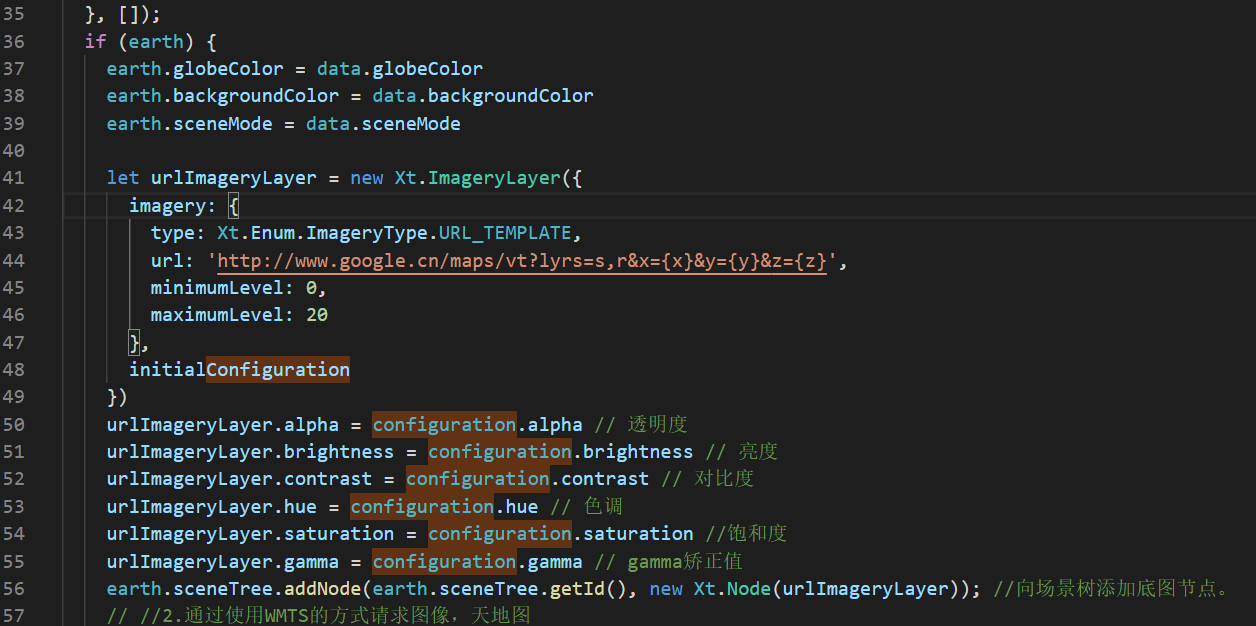 35 }, []);
36 if (earth) {
37 earth.globeColor = data.globeColor
38 earth.backgroundColor = data.backgroundColor
39 earth.sceneMode = data.sceneMode
40
41 let urlImageryLayer = new Xt.ImageryLayer({
42 imagery: {
43 type: Xt.Enum.ImageryType.URL_TEMPLATE,
44 url: 'http://www.google.cn/maps/vt?lyrs=s,r&x={x}&y={y}&z={z}',
45 minimumLevel: 0,
46 maximumLevel: 20
47 },
48 initialConfiguration
49 })
50 urlImageryLayer.alpha = configuration.alpha // 透明度
51 urlImageryLayer.brightness = configuration.brightness // 亮度
52 urlImageryLayer.contrast = configuration.contrast // 对比度
53 urlImageryLayer.hue = configuration.hue // 色调
54 urlImageryLayer.saturation = configuration.saturation //饱和度
55 urlImageryLayer.gamma = configuration.gamma // gamma矫正值
56 earth.sceneTree.addNode(earth.sceneTree.getId(), new Xt.Node(urlImageryLayer)); //向场景树添加底图节点。
57 // //2.通过使用WMTS的方式请求图像，天地图